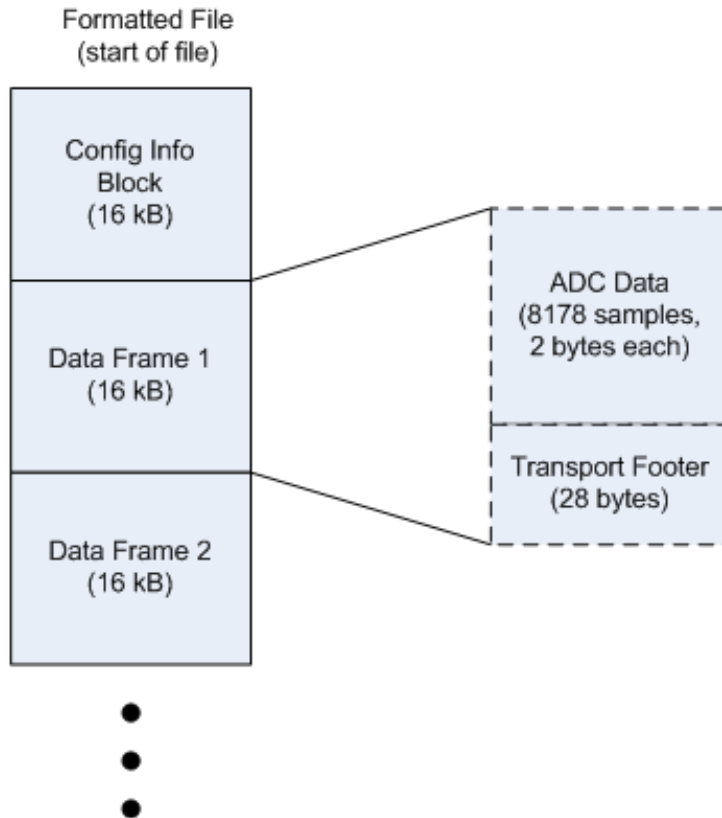 Formatted File
(start of file)
Config Info
Block
(16 kB)
Data Frame 1
(16 kB)
Data Frame 2
(16 kB)
ADC Data
(8178 samples,
2 bytes each)
Transport Footer
(28 bytes)